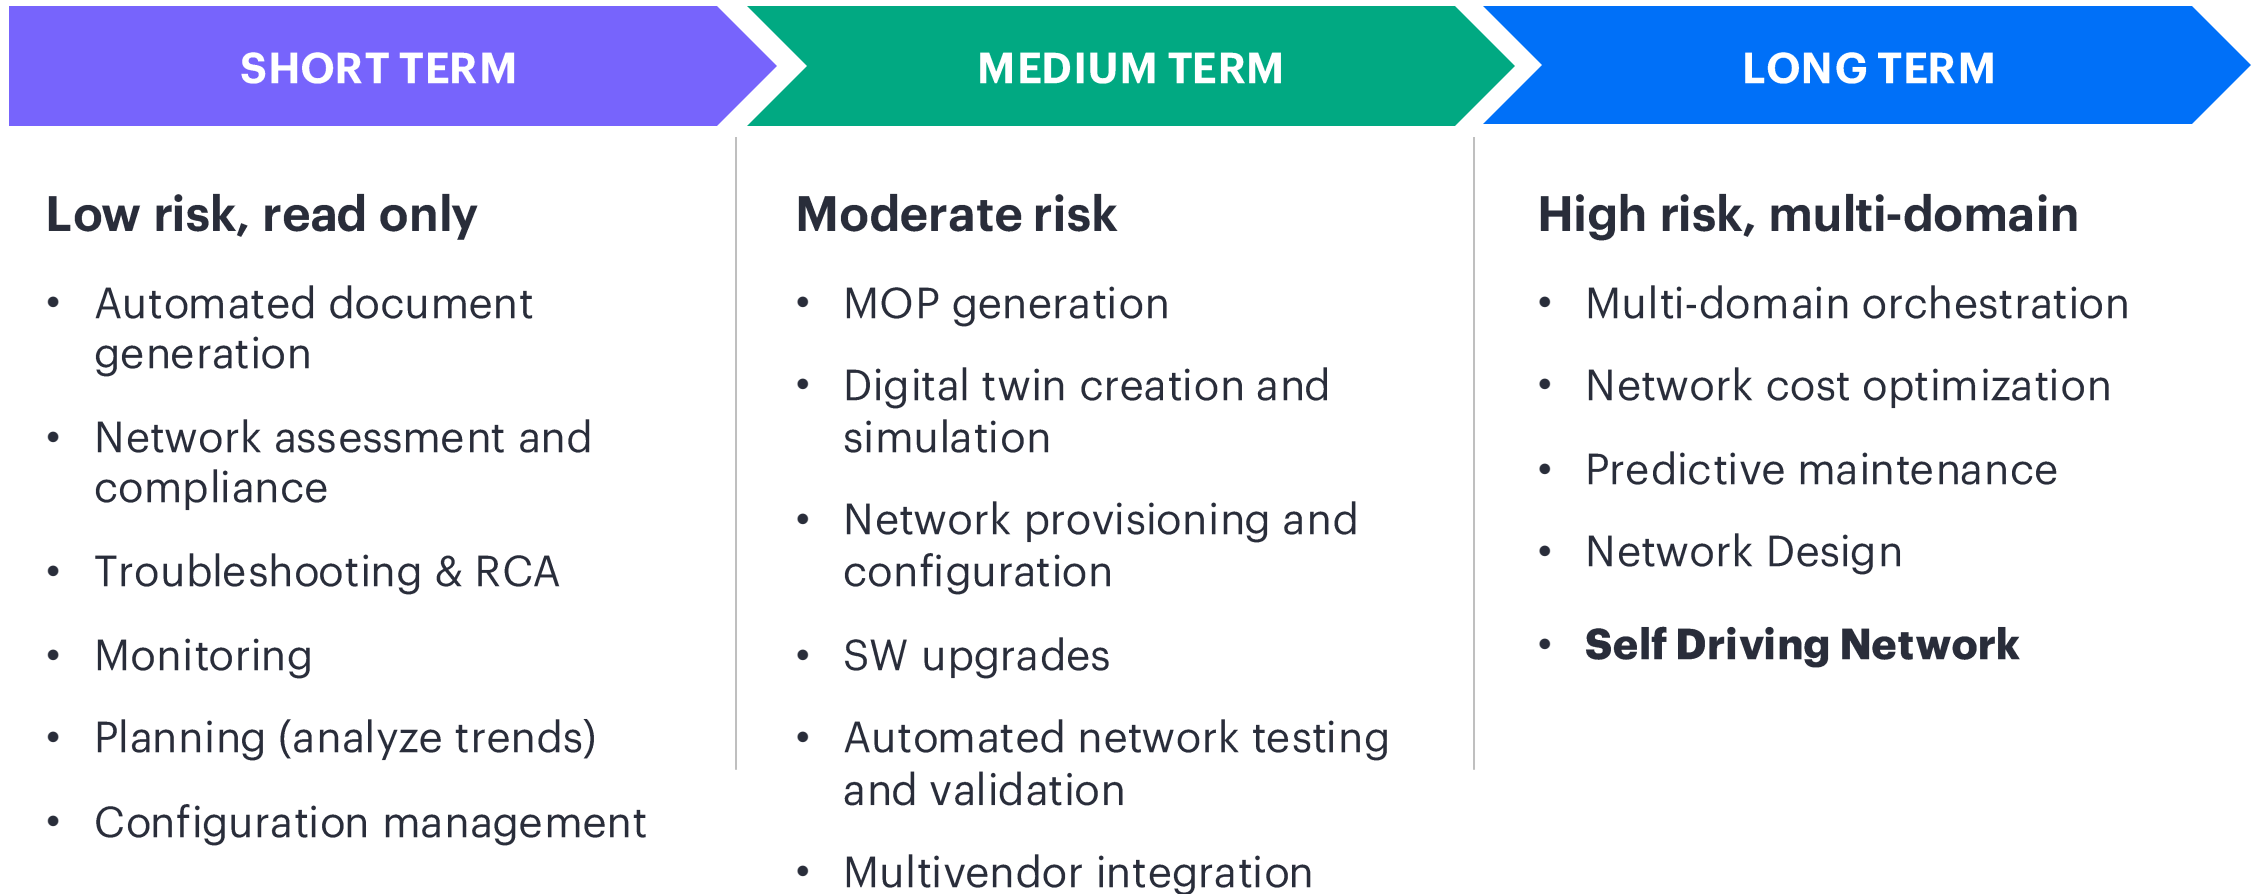 SHORT TERM
MEDIUM TERM
LONG TERM
Low risk, read only
• Automated document
generation
• Network assessment and
compliance
• Troubleshooting & RCA
• Monitoring
• Planning (analyze trends)
• Configuration management
Moderate risk
• MOP generation
• Digital twin creation and
simulation
• Network provisioning and
configuration
• SW upgrades
• Automated network testing
and validation
• Multivendor integration
High risk, multi-domain
• Multi-domain orchestration
• Network cost optimization
• Predictive maintenance
• Network Design
• Self Driving Network